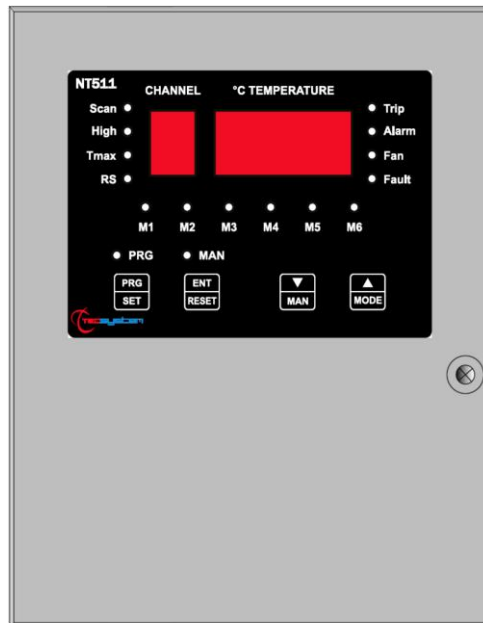 NT511
CHANNEL °C TEMPERATURE
Scan Trip
High Alarm
Tmax Fan
RS Fault
M1 M2 M3 M4 M5 M6
PRG MAN
PRG ENT ▼ ▲
SET RESET MAN MODE
TECSYSTEM